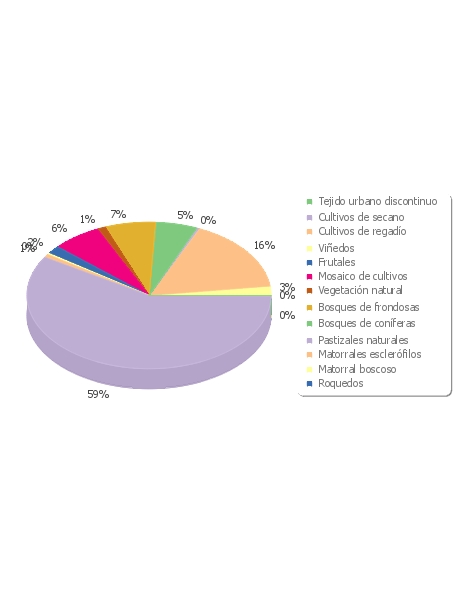 7%
1%
5%
0%
6%
16%
2%
0%
1%
3%
0%
0%
59%
Tejido urbano discontinuo
Cultivos de secano
Cultivos de regadío
Viñedos
Frutales
Mosaico de cultivos
Vegetación natural
Bosques de frondosas
Bosques de coníferas
Pastizales naturales
Matorrales esclerófilos
Matorral boscoso
Roquedos